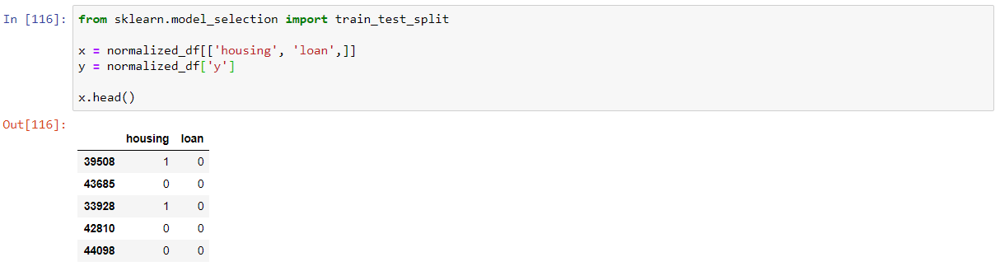 In [116]: from sklearn.model_selection import train_test_split
x = normalized_df[['housing', 'loan',]]
y = normalized_df['y']
x.head()
Out[116]:
housing loan
39508 1 0
43685 0 0
33928 1 0
42810 0 0
44098 0 0